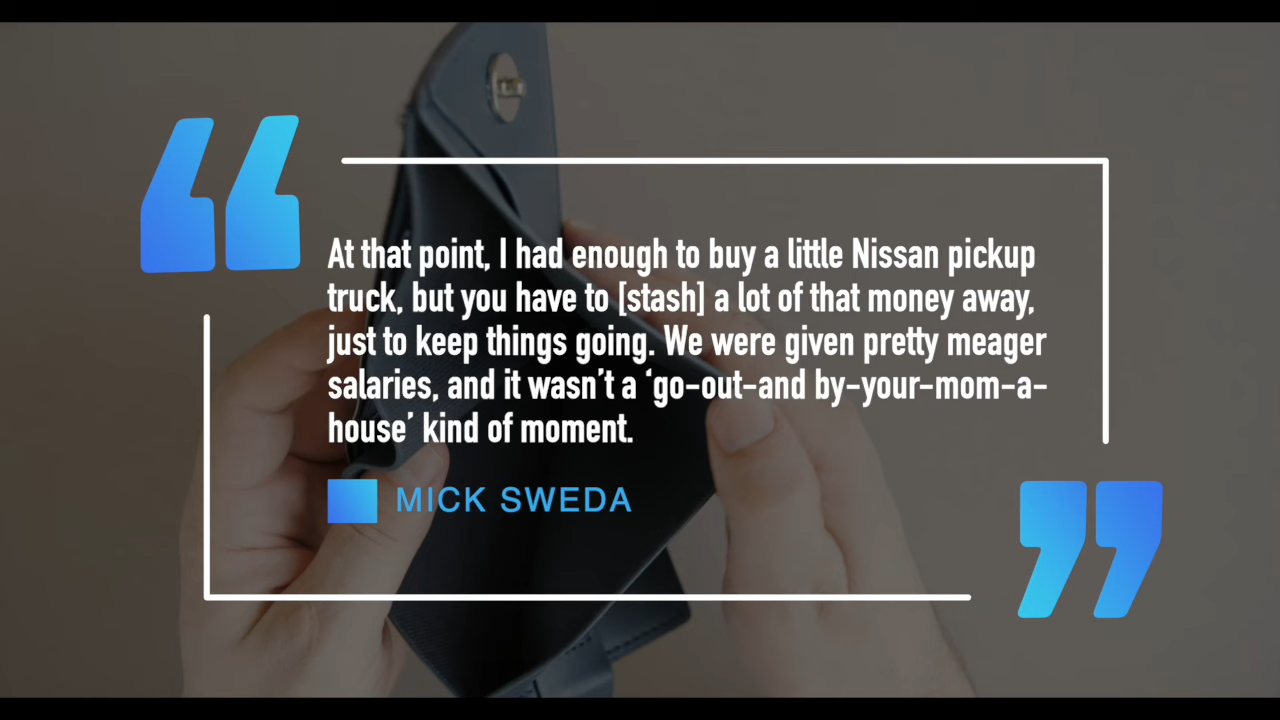 At that point, I had enough to buy a little Nissan pickup
truck, but you have to [stash] a lot of that money away,
just to keep things going. We were given pretty meager
salaries, and it wasn’t a ‘go-out-and by-your-mom-a-
house’ kind of moment.
MICK SWEDA